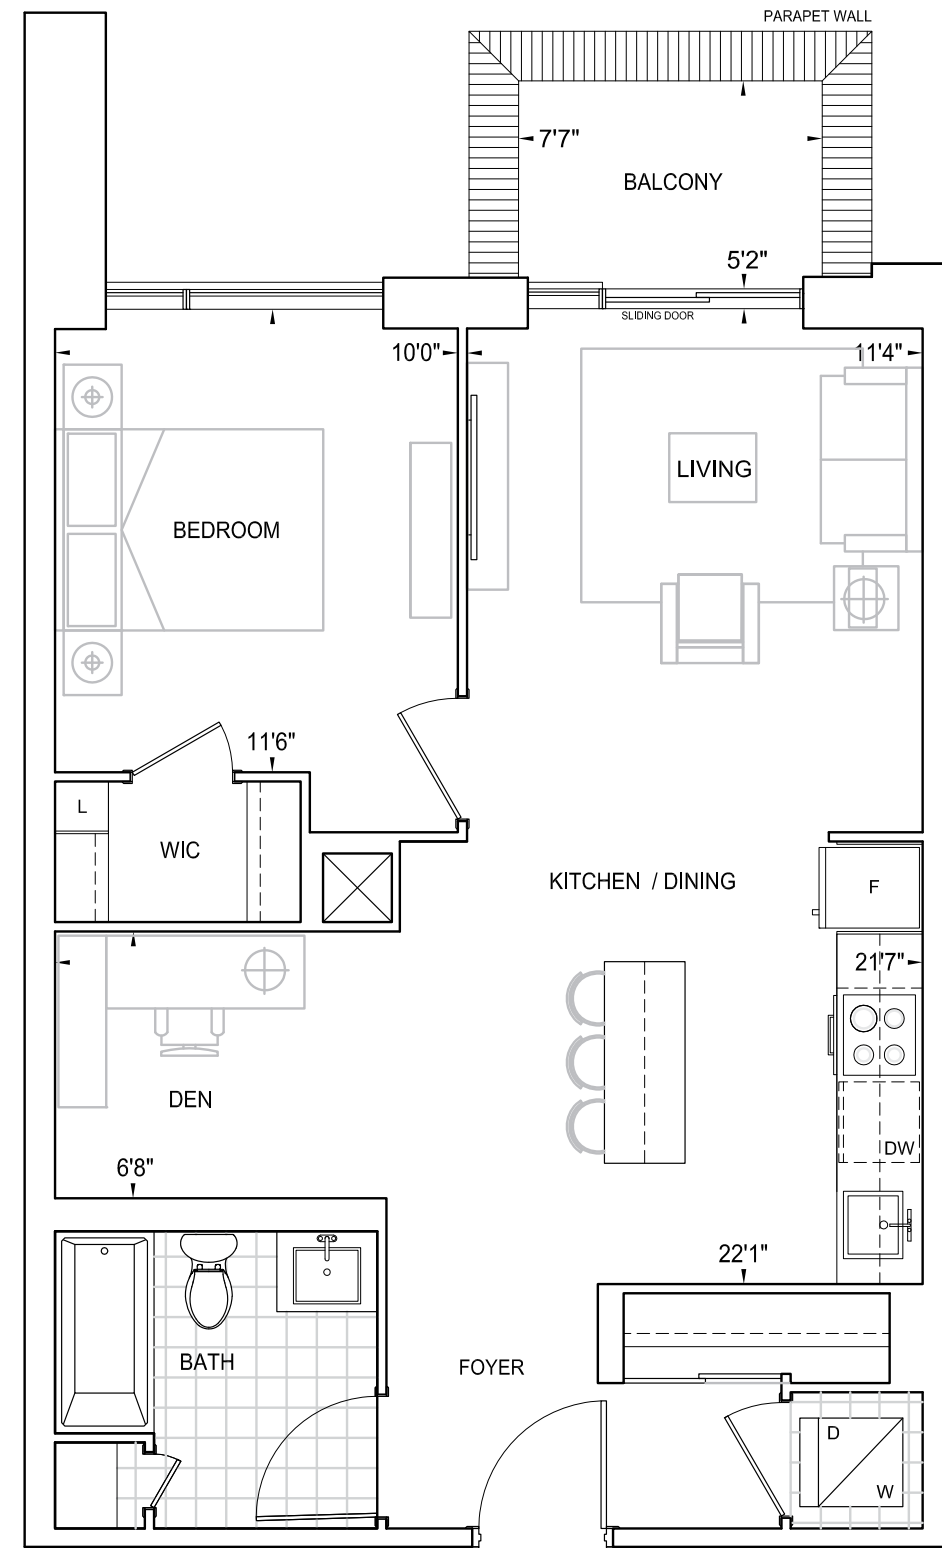 PARAPET WALL
7'7"
BALCONY
5'2"
SLIDING DOOR
10'0"
11'4"
LIVING
BEDROOM
11'6"
L
WIC
KITCHEN / DINING
F
21'7"
DEN
DW
6'8"
22'1"
BATH
FOYER
D
W